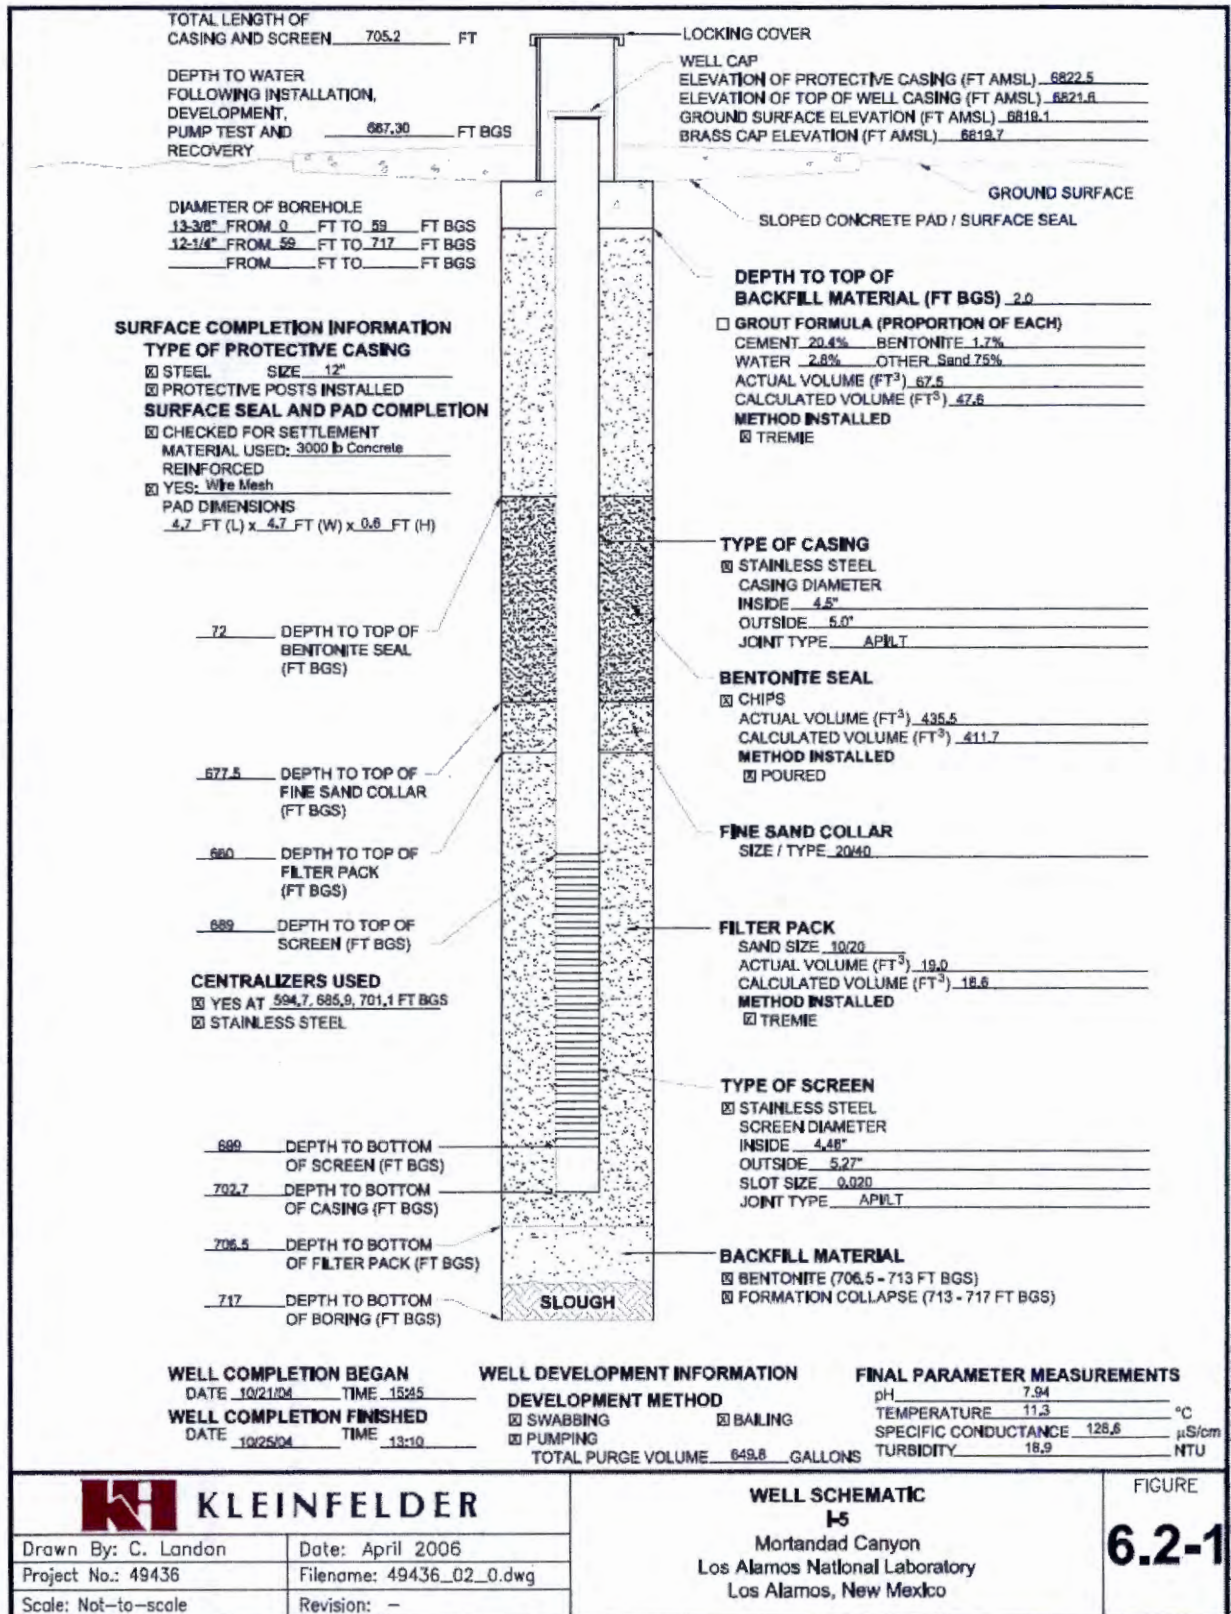 TOTAL LENGTH OF
CASING AND SCREEN 705.2 FT
DEPTH TO WATER
FOLLOWING INSTALLATION,
DEVELOPMENT,
PUMP TEST AND 667.30 FT BGS
RECOVERY
LOCKING COVER
WELL CAP
ELEVATION OF PROTECTIVE CASING (FT AMSL) 6822.5
ELEVATION OF TOP OF WELL CASING (FT AMSL) 6821.6
GROUND SURFACE ELEVATION (FT AMSL) 6819.1
BRASS CAP ELEVATION (FT AMSL) 6819.7
GROUND SURFACE
SLOPED CONCRETE PAD / SURFACE SEAL
DIAMETER OF BOREHOLE
13-3/8" FROM 0 FT TO 59 FT BGS
12-1/4" FROM 59 FT TO 717 FT BGS
FROM FT TO FT BGS
SURFACE COMPLETION INFORMATION
TYPE OF PROTECTIVE CASING
☒ STEEL SIZE 12"
☒ PROTECTIVE POSTS INSTALLED
SURFACE SEAL AND PAD COMPLETION
☒ CHECKED FOR SETTLEMENT
MATERIAL USED: 3000 lb Concrete
REINFORCED
☒ YES: Wire Mesh
PAD DIMENSIONS
4.7 FT (L) x 4.7 FT (W) x 0.6 FT (H)
DEPTH TO TOP OF
BACKFILL MATERIAL (FT BGS) 2.0
☐ GROUT FORMULA (PROPORTION OF EACH)
CEMENT 20.4% BENTONITE 1.7%
WATER 2.8% OTHER Sand 75%
ACTUAL VOLUME (FT³) 67.5
CALCULATED VOLUME (FT³) 47.6
METHOD INSTALLED
☒ TREMIE
TYPE OF CASING
☒ STAINLESS STEEL
CASING DIAMETER
INSIDE 4.5"
OUTSIDE 5.0"
JOINT TYPE API/LT
72 DEPTH TO TOP OF
BENTONITE SEAL
(FT BGS)
BENTONITE SEAL
☒ CHIPS
ACTUAL VOLUME (FT³) 435.5
CALCULATED VOLUME (FT³) 411.7
METHOD INSTALLED
☒ POURED
677.5 DEPTH TO TOP OF
FINE SAND COLLAR
(FT BGS)
FINE SAND COLLAR
SIZE / TYPE 20/40
680 DEPTH TO TOP OF
FILTER PACK
(FT BGS)
689 DEPTH TO TOP OF
SCREEN (FT BGS)
FILTER PACK
SAND SIZE 10/20
ACTUAL VOLUME (FT³) 19.0
CALCULATED VOLUME (FT³) 18.6
METHOD INSTALLED
☒ TREMIE
CENTRALIZERS USED
☒ YES AT 594.7, 685.9, 701.1 FT BGS
☒ STAINLESS STEEL
TYPE OF SCREEN
☒ STAINLESS STEEL
SCREEN DIAMETER
INSIDE 4.46"
OUTSIDE 5.27"
SLOT SIZE 0.020
JOINT TYPE API/LT
699 DEPTH TO BOTTOM
OF SCREEN (FT BGS)
702.7 DEPTH TO BOTTOM
OF CASING (FT BGS)
706.5 DEPTH TO BOTTOM
OF FILTER PACK (FT BGS)
717 DEPTH TO BOTTOM
OF BORING (FT BGS)
SLOUGH
BACKFILL MATERIAL
☒ BENTONITE (706.5 - 713 FT BGS)
☒ FORMATION COLLAPSE (713 - 717 FT BGS)
WELL COMPLETION BEGAN
DATE 10/21/04 TIME 15:45
WELL COMPLETION FINISHED
DATE 10/25/04 TIME 13:10
WELL DEVELOPMENT INFORMATION
DEVELOPMENT METHOD
☒ SWABBING ☒ BAILING
☒ PUMPING
TOTAL PURGE VOLUME 649.8 GALLONS
FINAL PARAMETER MEASUREMENTS
pH 7.94
TEMPERATURE 11.3 °C
SPECIFIC CONDUCTANCE 128.6 µS/cm
TURBIDITY 18.9 NTU
KLEINFELDER
Drawn By: C. Landon Date: April 2006
Project No.: 49436 Filename: 49436_02_0.dwg
Scale: Not-to-scale Revision: –
WELL SCHEMATIC
I-5
Mortandad Canyon
Los Alamos National Laboratory
Los Alamos, New Mexico
FIGURE
6.2-1